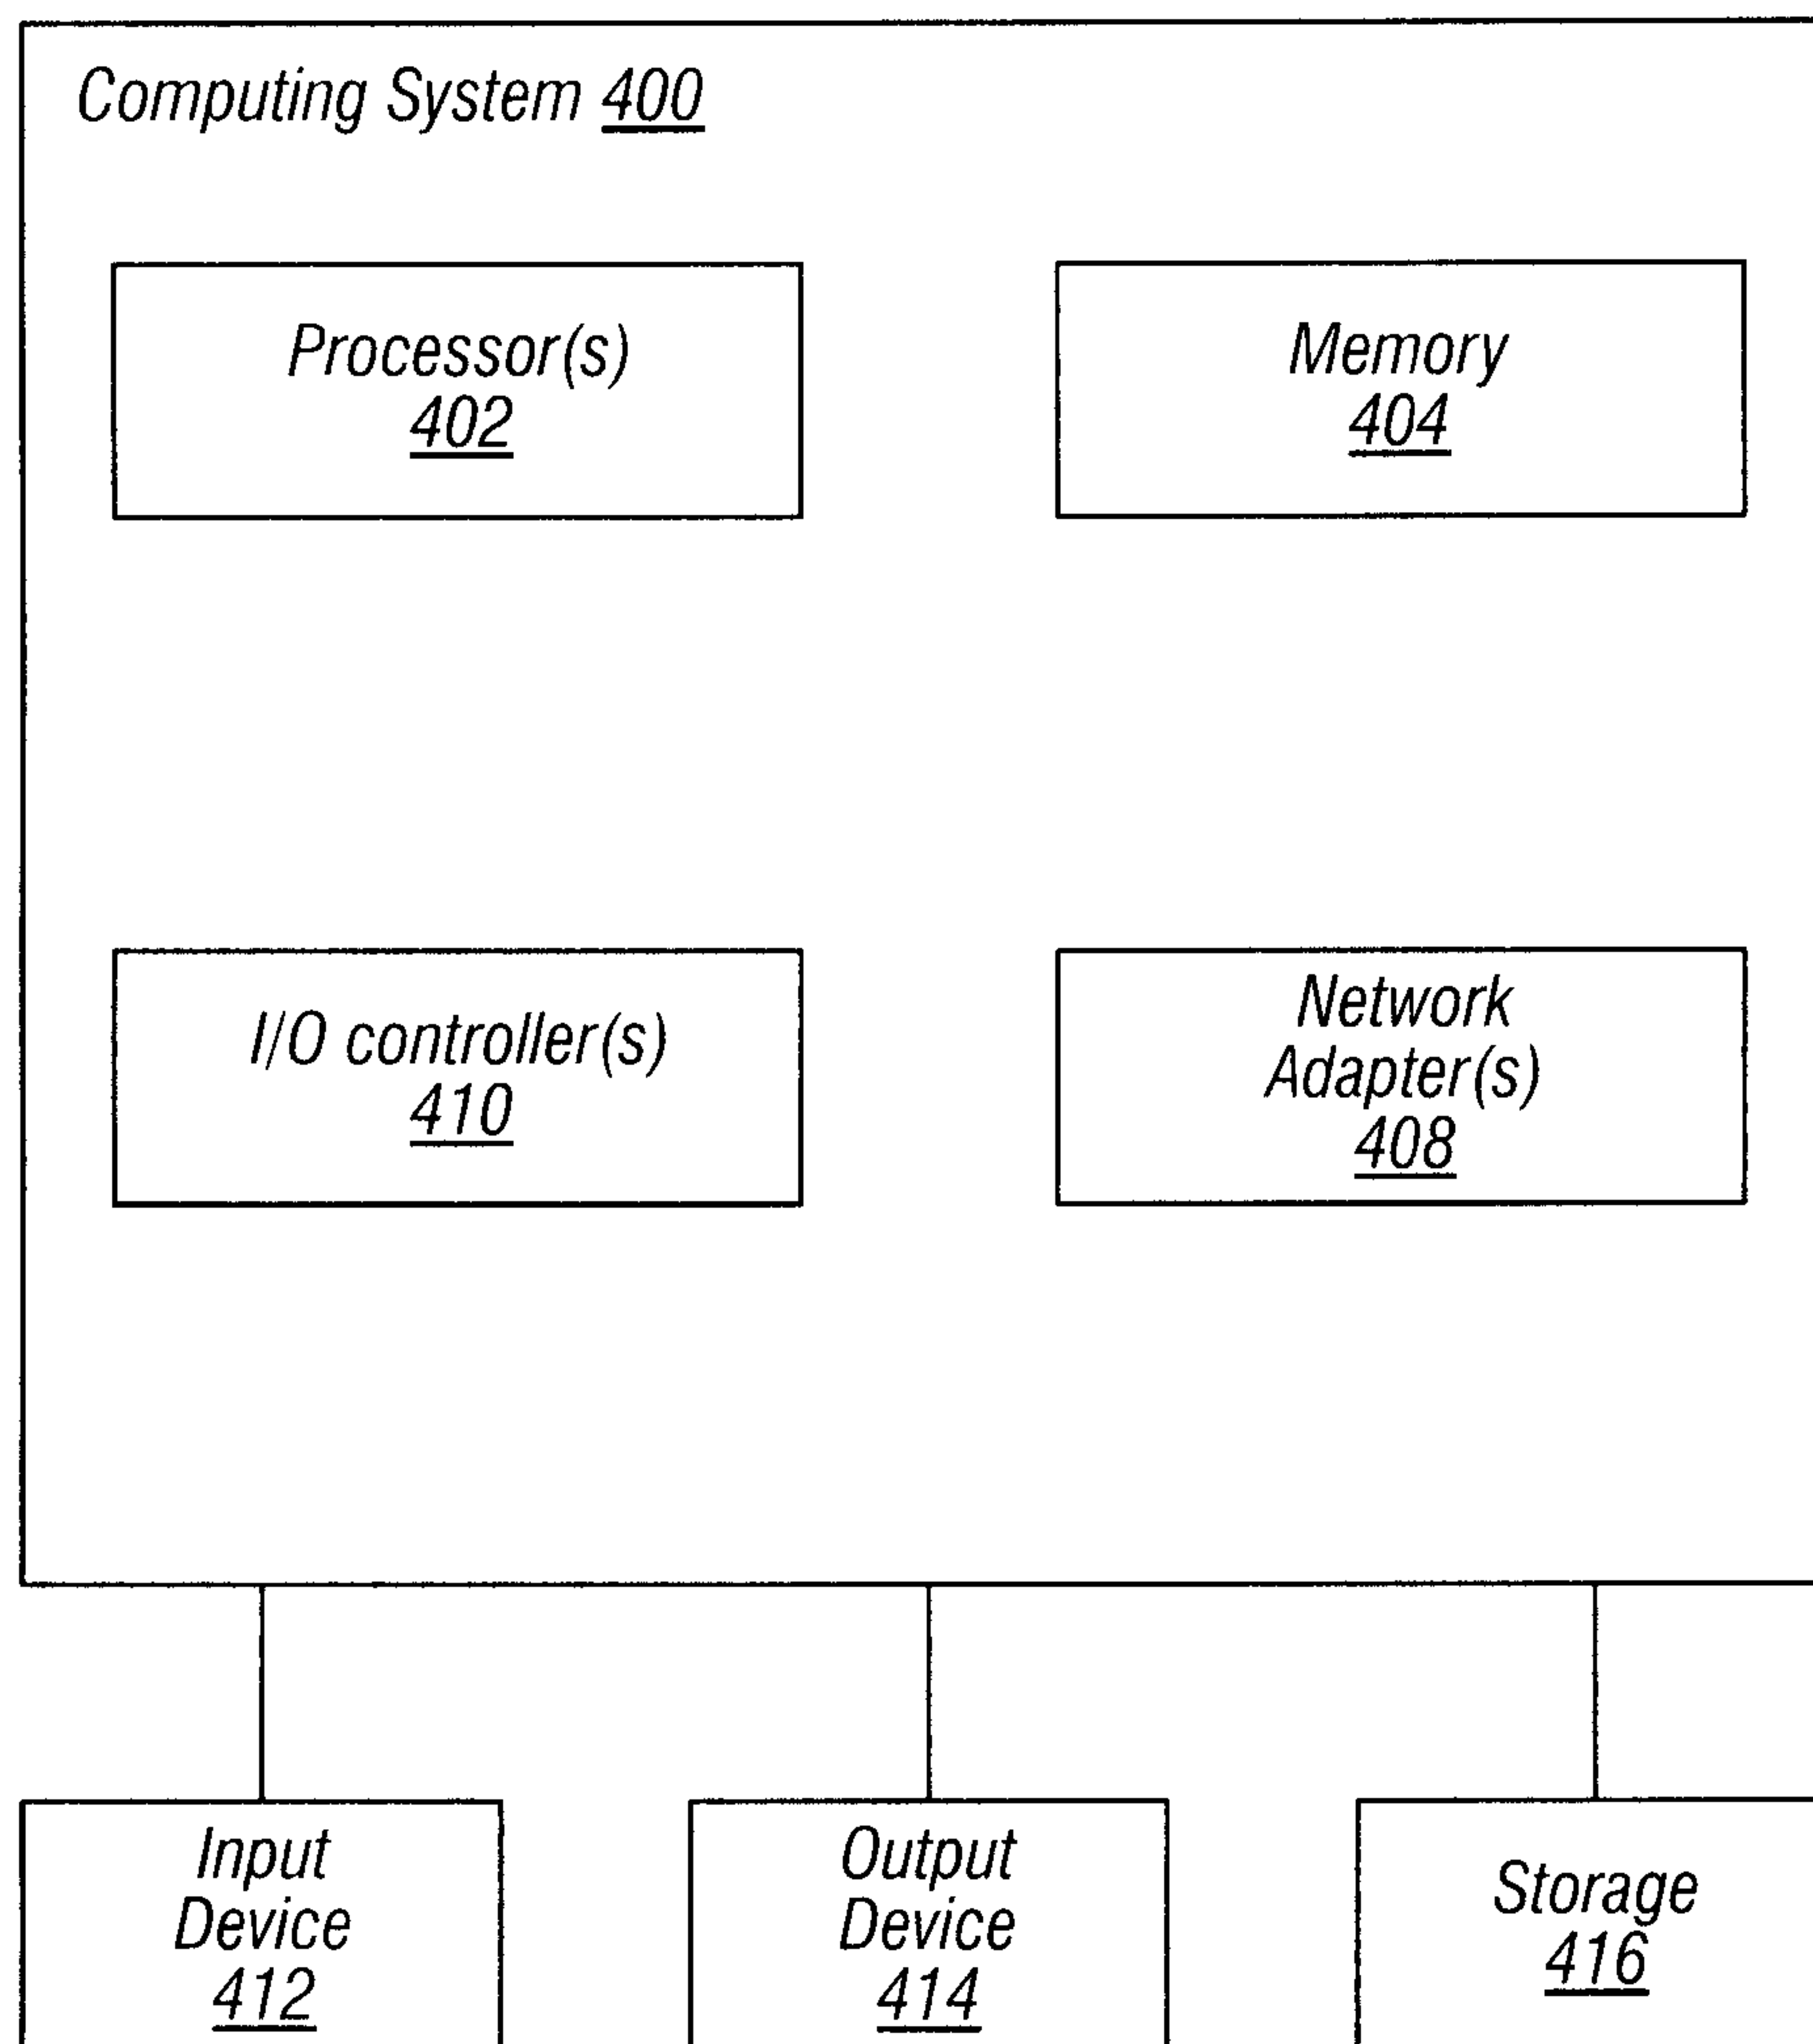 Computing System 400
Processor(s)
402
Memory
404
I/O controller(s)
410
Network
Adapter(s)
408
Input
Device
412
Output
Device
414
Storage
416